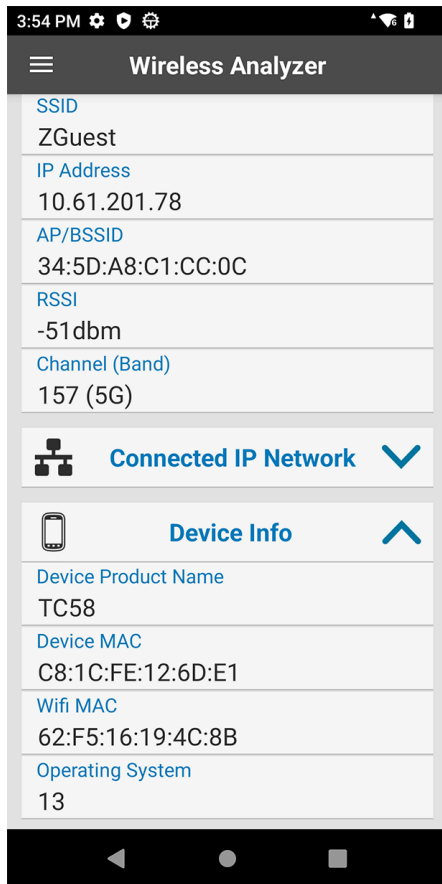 3:54 PM
6
Wireless Analyzer
SSID
ZGuest
IP Address
10.61.201.78
AP/BSSID
34:5D:A8:C1:CC:0C
RSSI
-51dbm
Channel (Band)
157 (5G)
Connected IP Network
Device Info
Device Product Name
TC58
Device MAC
C8:1C:FE:12:6D:E1
Wifi MAC
62:F5:16:19:4C:8B
Operating System
13